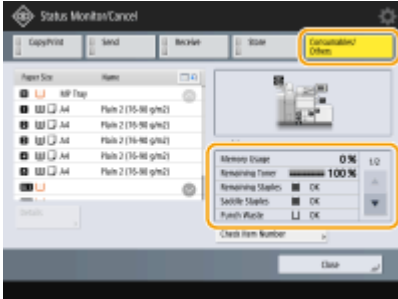 Status Monitor/Cancel
Copy/Print
Send
Receive
Store
Consumables/
Others
Paper Size
Name
MP Tray
A4 Plain 2 (76-90 g/m2)
A4 Plain 2 (76-90 g/m2)
A4 Plain 2 (76-90 g/m2)
A4 Plain 2 (76-90 g/m2)
A4 Plain 2 (76-90 g/m2)
Details
Memory Usage 0 %
Remaining Toner 100 %
Remaining Staples OK
Saddle Staples OK
Punch Waste OK
1/2
Check Item Number
Close